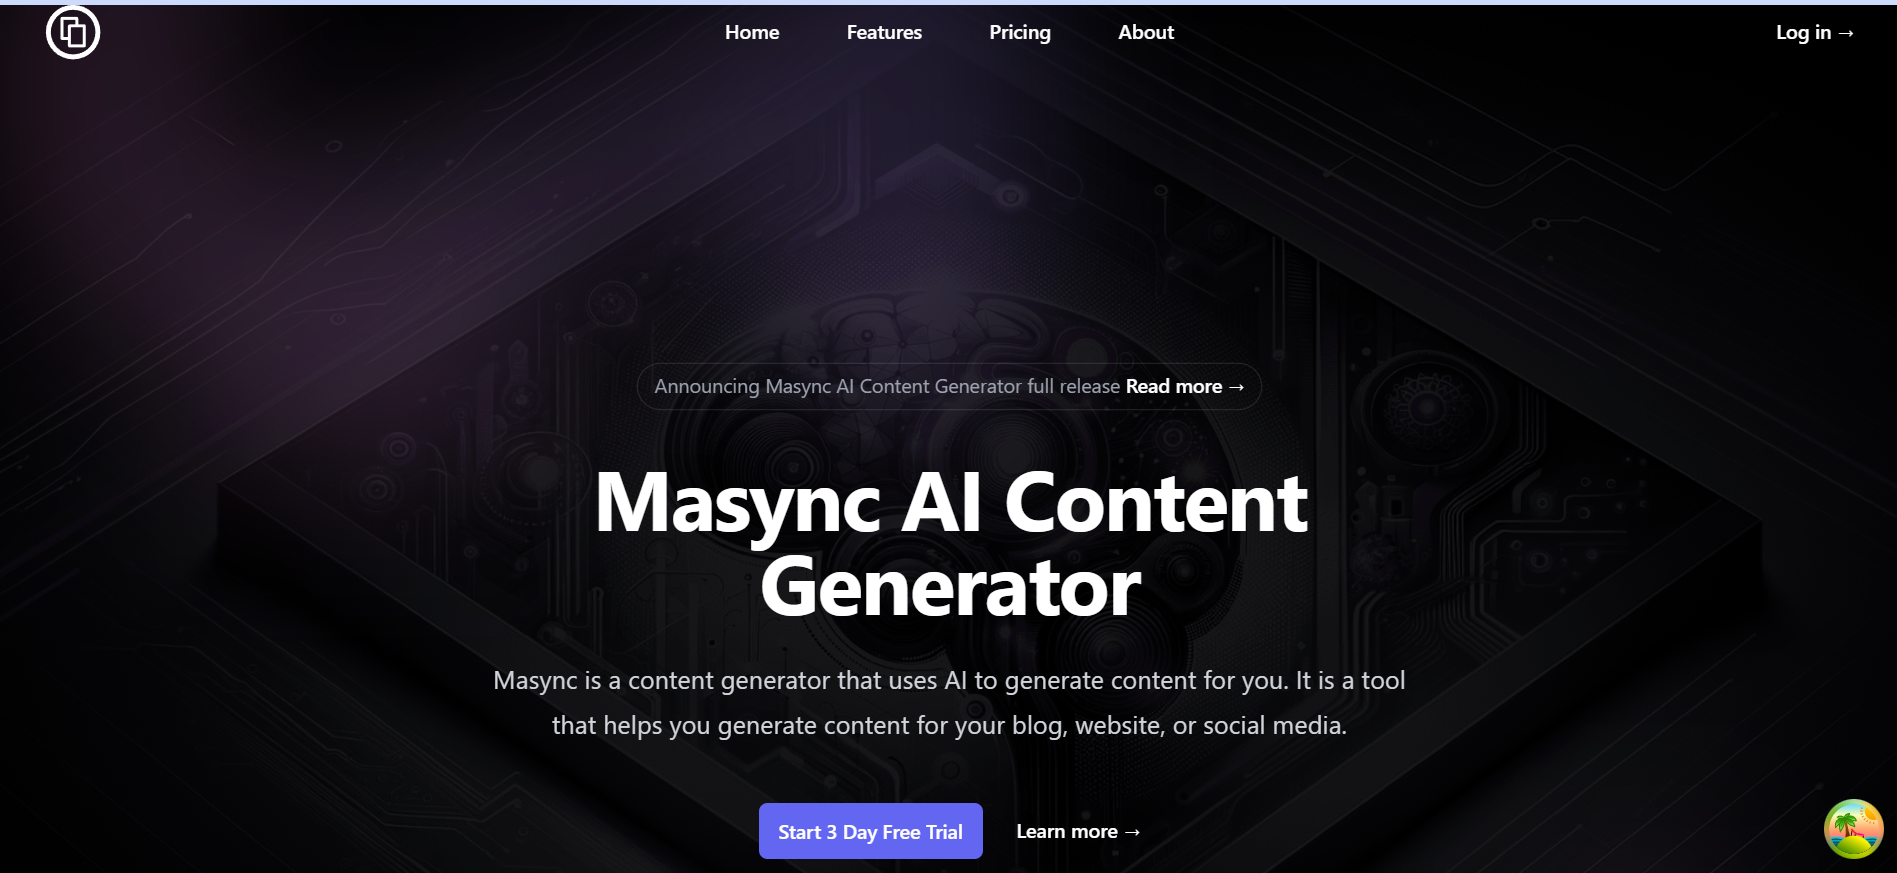 Home Features Pricing About Log in →
Announcing Masync AI Content Generator full release Read more →
Masync AI Content
Generator
Masync is a content generator that uses AI to generate content for you. It is a tool
that helps you generate content for your blog, website, or social media.
Start 3 Day Free Trial Learn more →